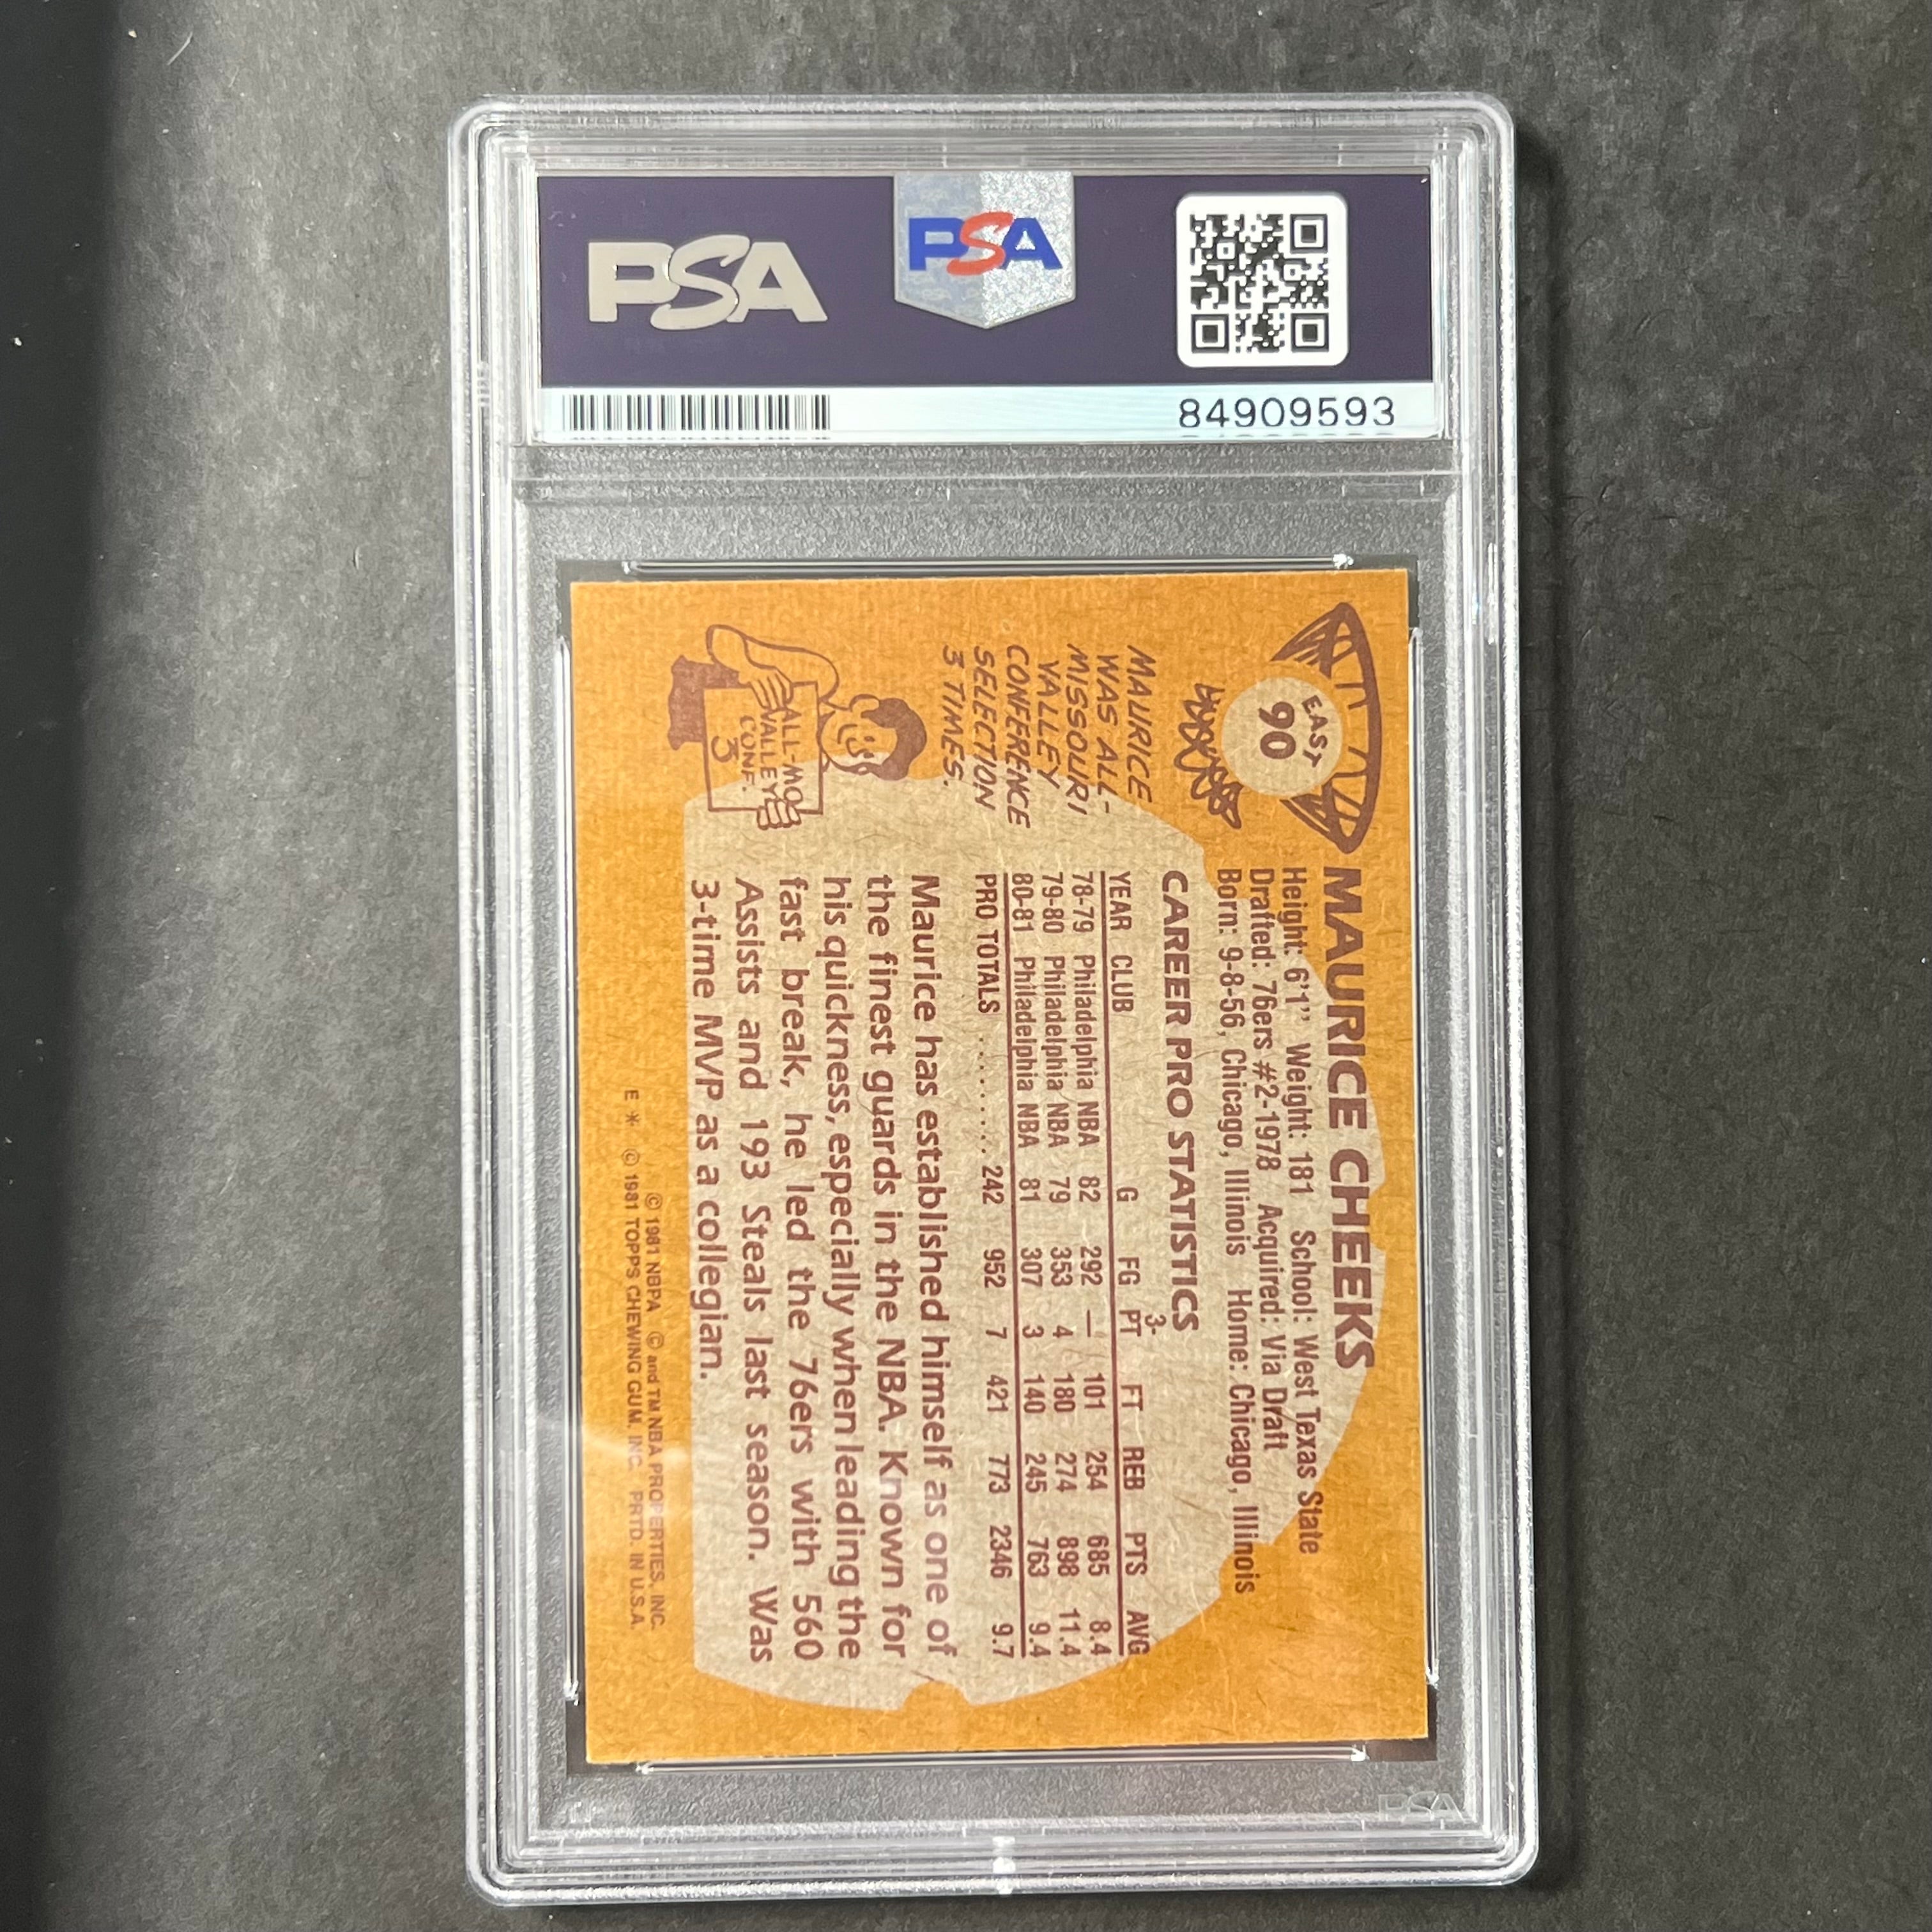 PSA
PSA
84909593
EAST
90
MAURICE CHEEKS
Height: 6'1" Weight: 181 School: West Texas State
Drafted: 76ers #2-1978 Acquired: Via Draft
Born: 9-8-56, Chicago, Illinois Home: Chicago, Illinois
MAURICE
WAS ALL-
MISSOURI
VALLEY
CONFERENCE
SELECTION
3 TIMES.
ALL-MO.
VALLEY
CONF.
3
CAREER PRO STATISTICS
YEAR CLUB G FG 3-PT FT REB PTS AVG
78-79 Philadelphia NBA 82 292 — 101 254 685 8.4
79-80 Philadelphia NBA 79 353 4 180 274 898 11.4
80-81 Philadelphia NBA 81 307 3 140 245 763 9.4
PRO TOTALS ......... 242 952 7 421 773 2346 9.7
Maurice has established himself as one of
the finest guards in the NBA. Known for
his quickness, especially when leading the
fast break, he led the 76ers with 560
Assists and 193 Steals last season. Was
3-time MVP as a collegian.
© 1981 NBPA © and TM NBA PROPERTIES, INC.
E * © 1981 TOPPS CHEWING GUM, INC. PRTD. IN U.S.A.
PSA